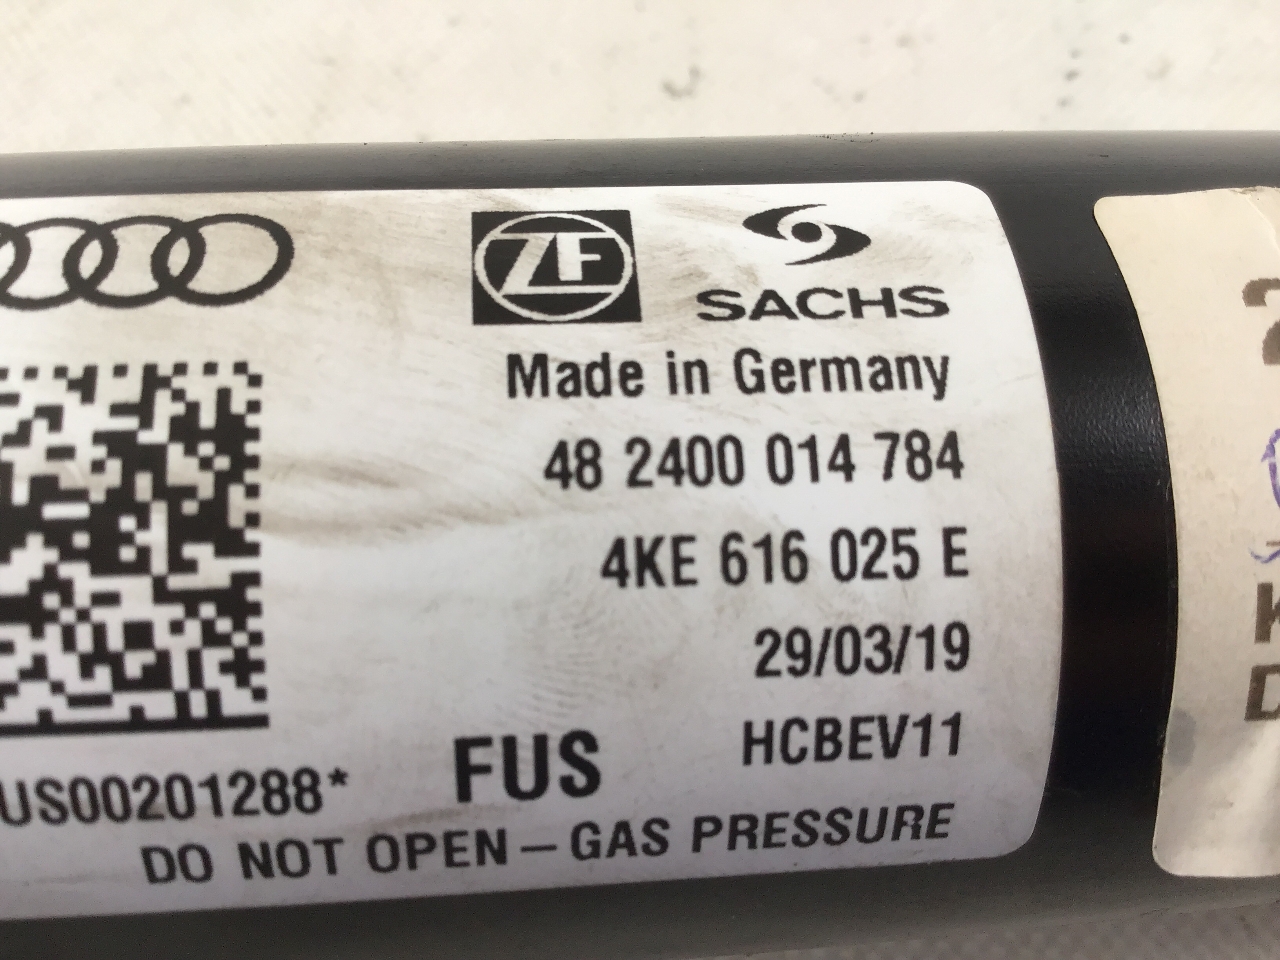 ZF
SACHS
Made in Germany
48 2400 014 784
4KE 616 025 E
29/03/19
HCBEV11
FUS
US00201288*
DO NOT OPEN – GAS PRESSURE